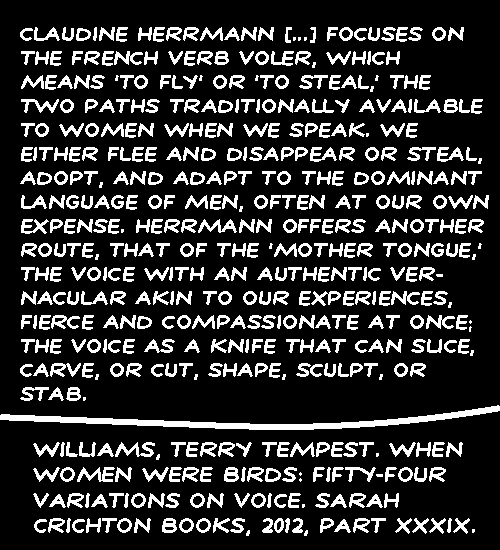 CLAUDINE HERRMANN [...] FOCUSES ON
THE FRENCH VERB VOLER, WHICH
MEANS 'TO FLY' OR 'TO STEAL,' THE
TWO PATHS TRADITIONALLY AVAILABLE
TO WOMEN WHEN WE SPEAK. WE
EITHER FLEE AND DISAPPEAR OR STEAL,
ADOPT, AND ADAPT TO THE DOMINANT
LANGUAGE OF MEN, OFTEN AT OUR OWN
EXPENSE. HERRMANN OFFERS ANOTHER
ROUTE, THAT OF THE 'MOTHER TONGUE,'
THE VOICE WITH AN AUTHENTIC VER-
NACULAR AKIN TO OUR EXPERIENCES,
FIERCE AND COMPASSIONATE AT ONCE;
THE VOICE AS A KNIFE THAT CAN SLICE,
CARVE, OR CUT, SHAPE, SCULPT, OR
STAB.
WILLIAMS, TERRY TEMPEST. WHEN
WOMEN WERE BIRDS: FIFTY-FOUR
VARIATIONS ON VOICE. SARAH
CRICHTON BOOKS, 2012, PART XXXIX.